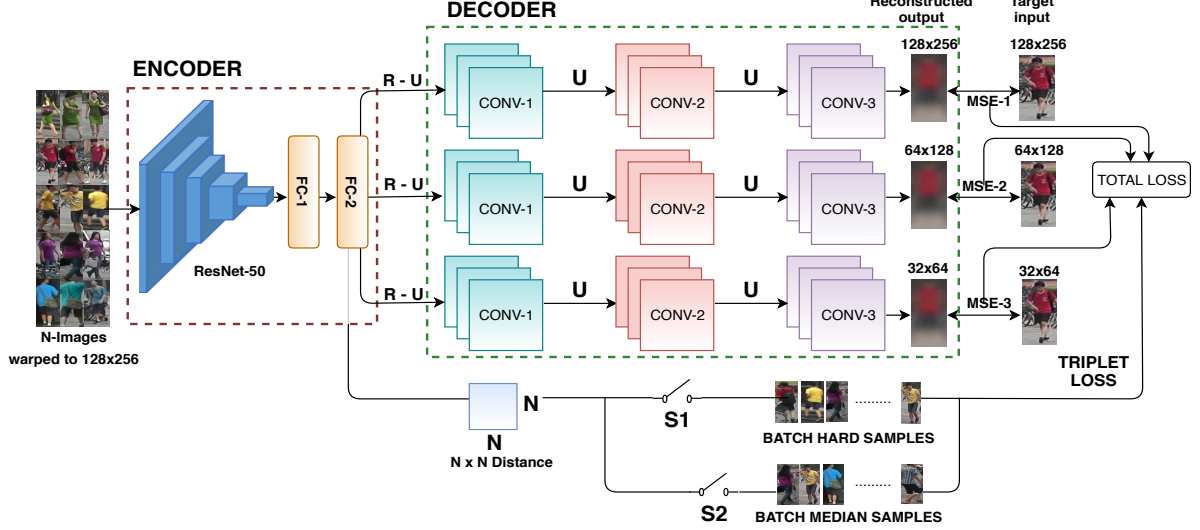 DECODER
Reconstructed
output
Target
input
ENCODER
128x256
128x256
R - U
CONV-1
U
CONV-2
U
CONV-3
MSE-1
FC-1
FC-2
64x128
64x128
R - U
CONV-1
U
CONV-2
U
CONV-3
MSE-2
TOTAL LOSS
ResNet-50
32x64
32x64
R - U
CONV-1
U
CONV-2
U
CONV-3
MSE-3
N-Images
warped to 128x256
TRIPLET
LOSS
N
N
N x N Distance
S1
BATCH HARD SAMPLES
S2
BATCH MEDIAN SAMPLES